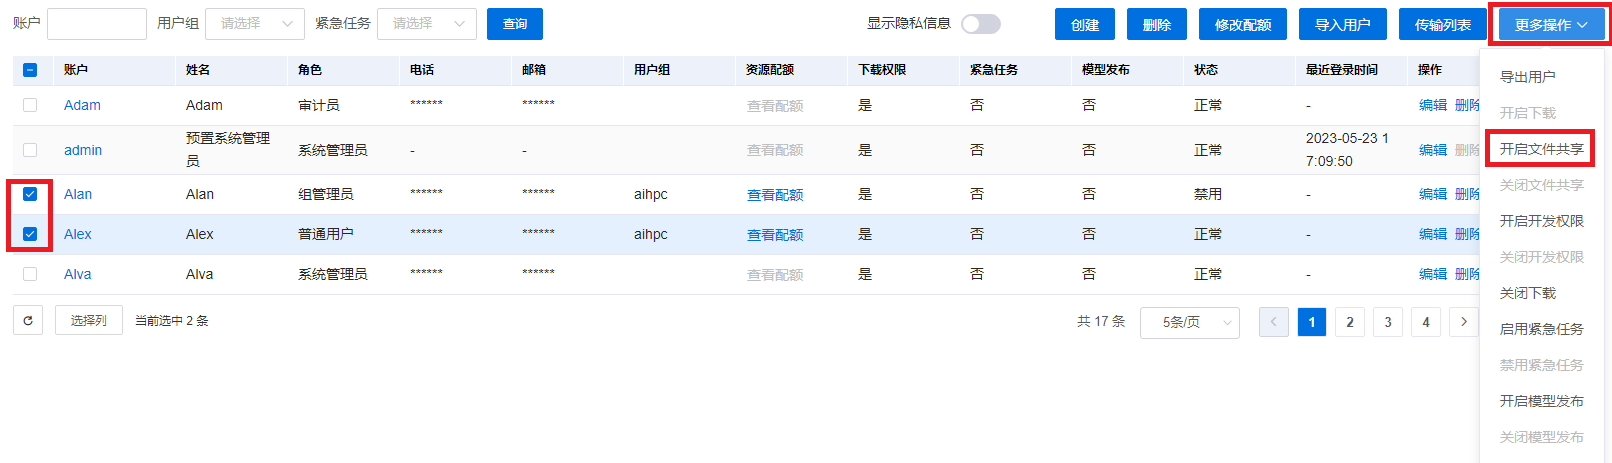 账户 用户组 请选择 紧急任务 请选择 查询 显示隐私信息 创建 删除 修改配额 导入用户 传输列表 更多操作
账户 姓名 角色 电话 邮箱 用户组 资源配额 下载权限 紧急任务 模型发布 状态 最近登录时间 操作
Adam Adam 审计员 ****** ****** 查看配额 是 否 否 正常 - 编辑 删除
admin 预置系统管理员 系统管理员 - - 查看配额 是 否 否 正常 2023-05-23 17:09:50 编辑 删除
Alan Alan 组管理员 ****** ****** aihpc 查看配额 是 否 否 禁用 - 编辑 删除
Alex Alex 普通用户 ****** ****** aihpc 查看配额 是 否 否 正常 - 编辑 删除
Alva Alva 系统管理员 ****** ****** 查看配额 是 否 否 正常 - 编辑 删除
选择列 当前选中 2 条 共 17 条 5条/页 < 1 2 3 4 >
导出用户
开启下载
开启文件共享
关闭文件共享
开启开发权限
关闭开发权限
关闭下载
启用紧急任务
禁用紧急任务
开启模型发布
关闭模型发布